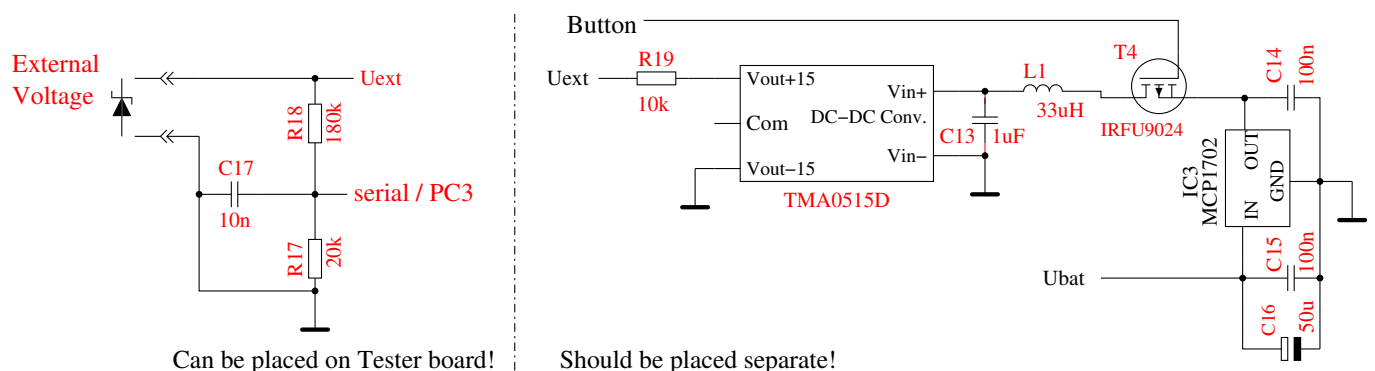 External
Voltage
Uext
R18
180k
C17
10n
serial / PC3
R17
20k
Can be placed on Tester board!
Button
Uext
R19
10k
Vout+15
Com
Vout−15
Vin+
DC−DC Conv.
Vin−
TMA0515D
C13
1uF
L1
33uH
T4
IRFU9024
C14
100n
IC3
MCP1702
OUT
GND
IN
Ubat
C15
100n
C16
50u
Should be placed separate!